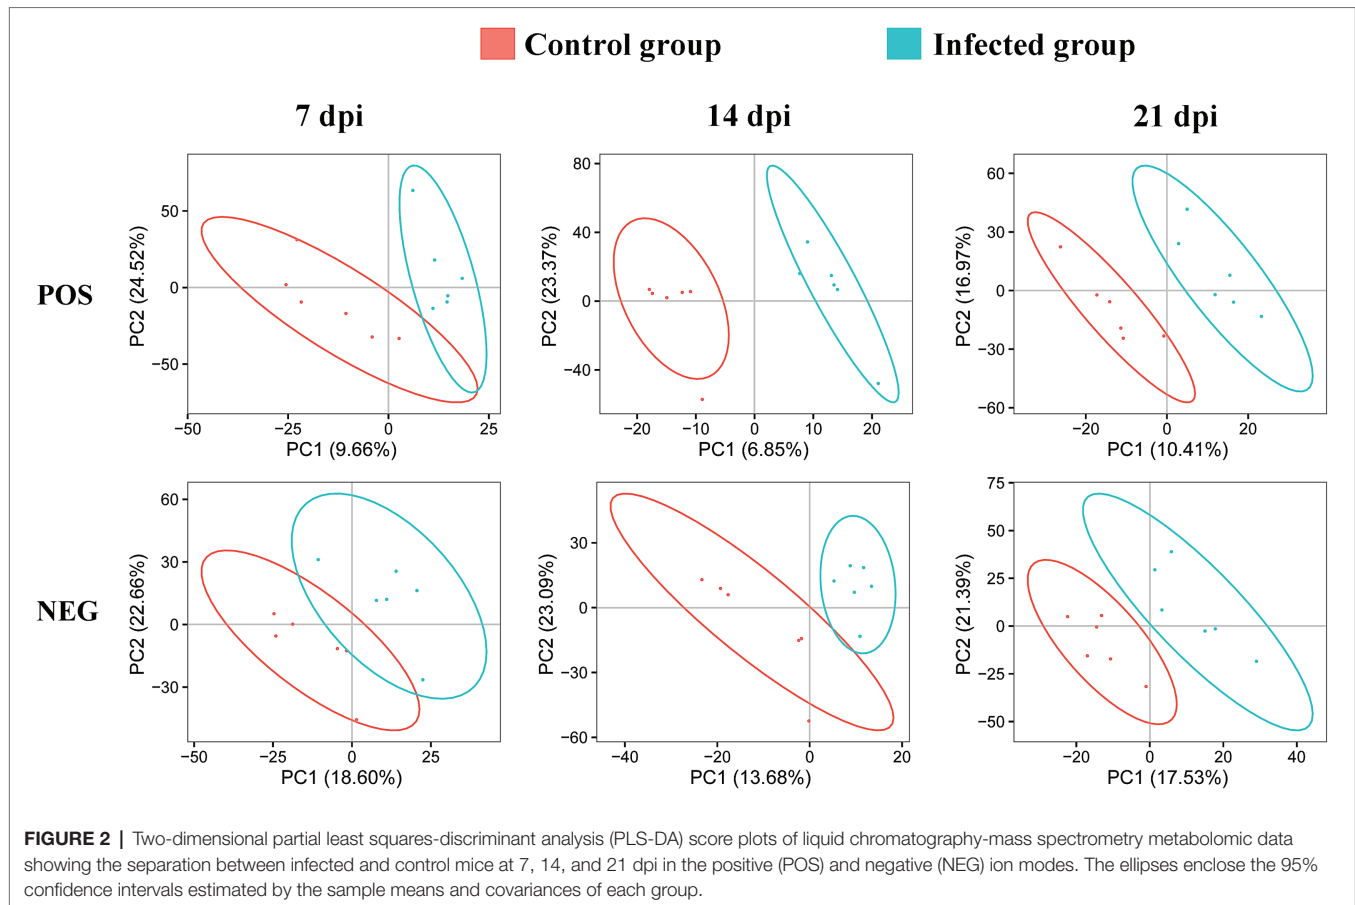 Control group
Infected group
7 dpi
14 dpi
21 dpi
POS
PC2 (24.52%)
50
0
−50
−50
−25
0
25
PC1 (9.66%)
PC2 (23.37%)
80
40
0
−40
−20
−10
0
10
20
PC1 (6.85%)
PC2 (16.97%)
60
30
0
−30
−60
−20
0
20
PC1 (10.41%)
NEG
PC2 (22.66%)
60
30
0
−30
−50
−25
0
25
PC1 (18.60%)
PC2 (23.09%)
30
0
−30
−60
−40
−20
0
20
PC1 (13.68%)
PC2 (21.39%)
75
50
25
0
−25
−50
−20
0
20
40
PC1 (17.53%)
FIGURE 2 | Two-dimensional partial least squares-discriminant analysis (PLS-DA) score plots of liquid chromatography-mass spectrometry metabolomic data
showing the separation between infected and control mice at 7, 14, and 21 dpi in the positive (POS) and negative (NEG) ion modes. The ellipses enclose the 95%
confidence intervals estimated by the sample means and covariances of each group.